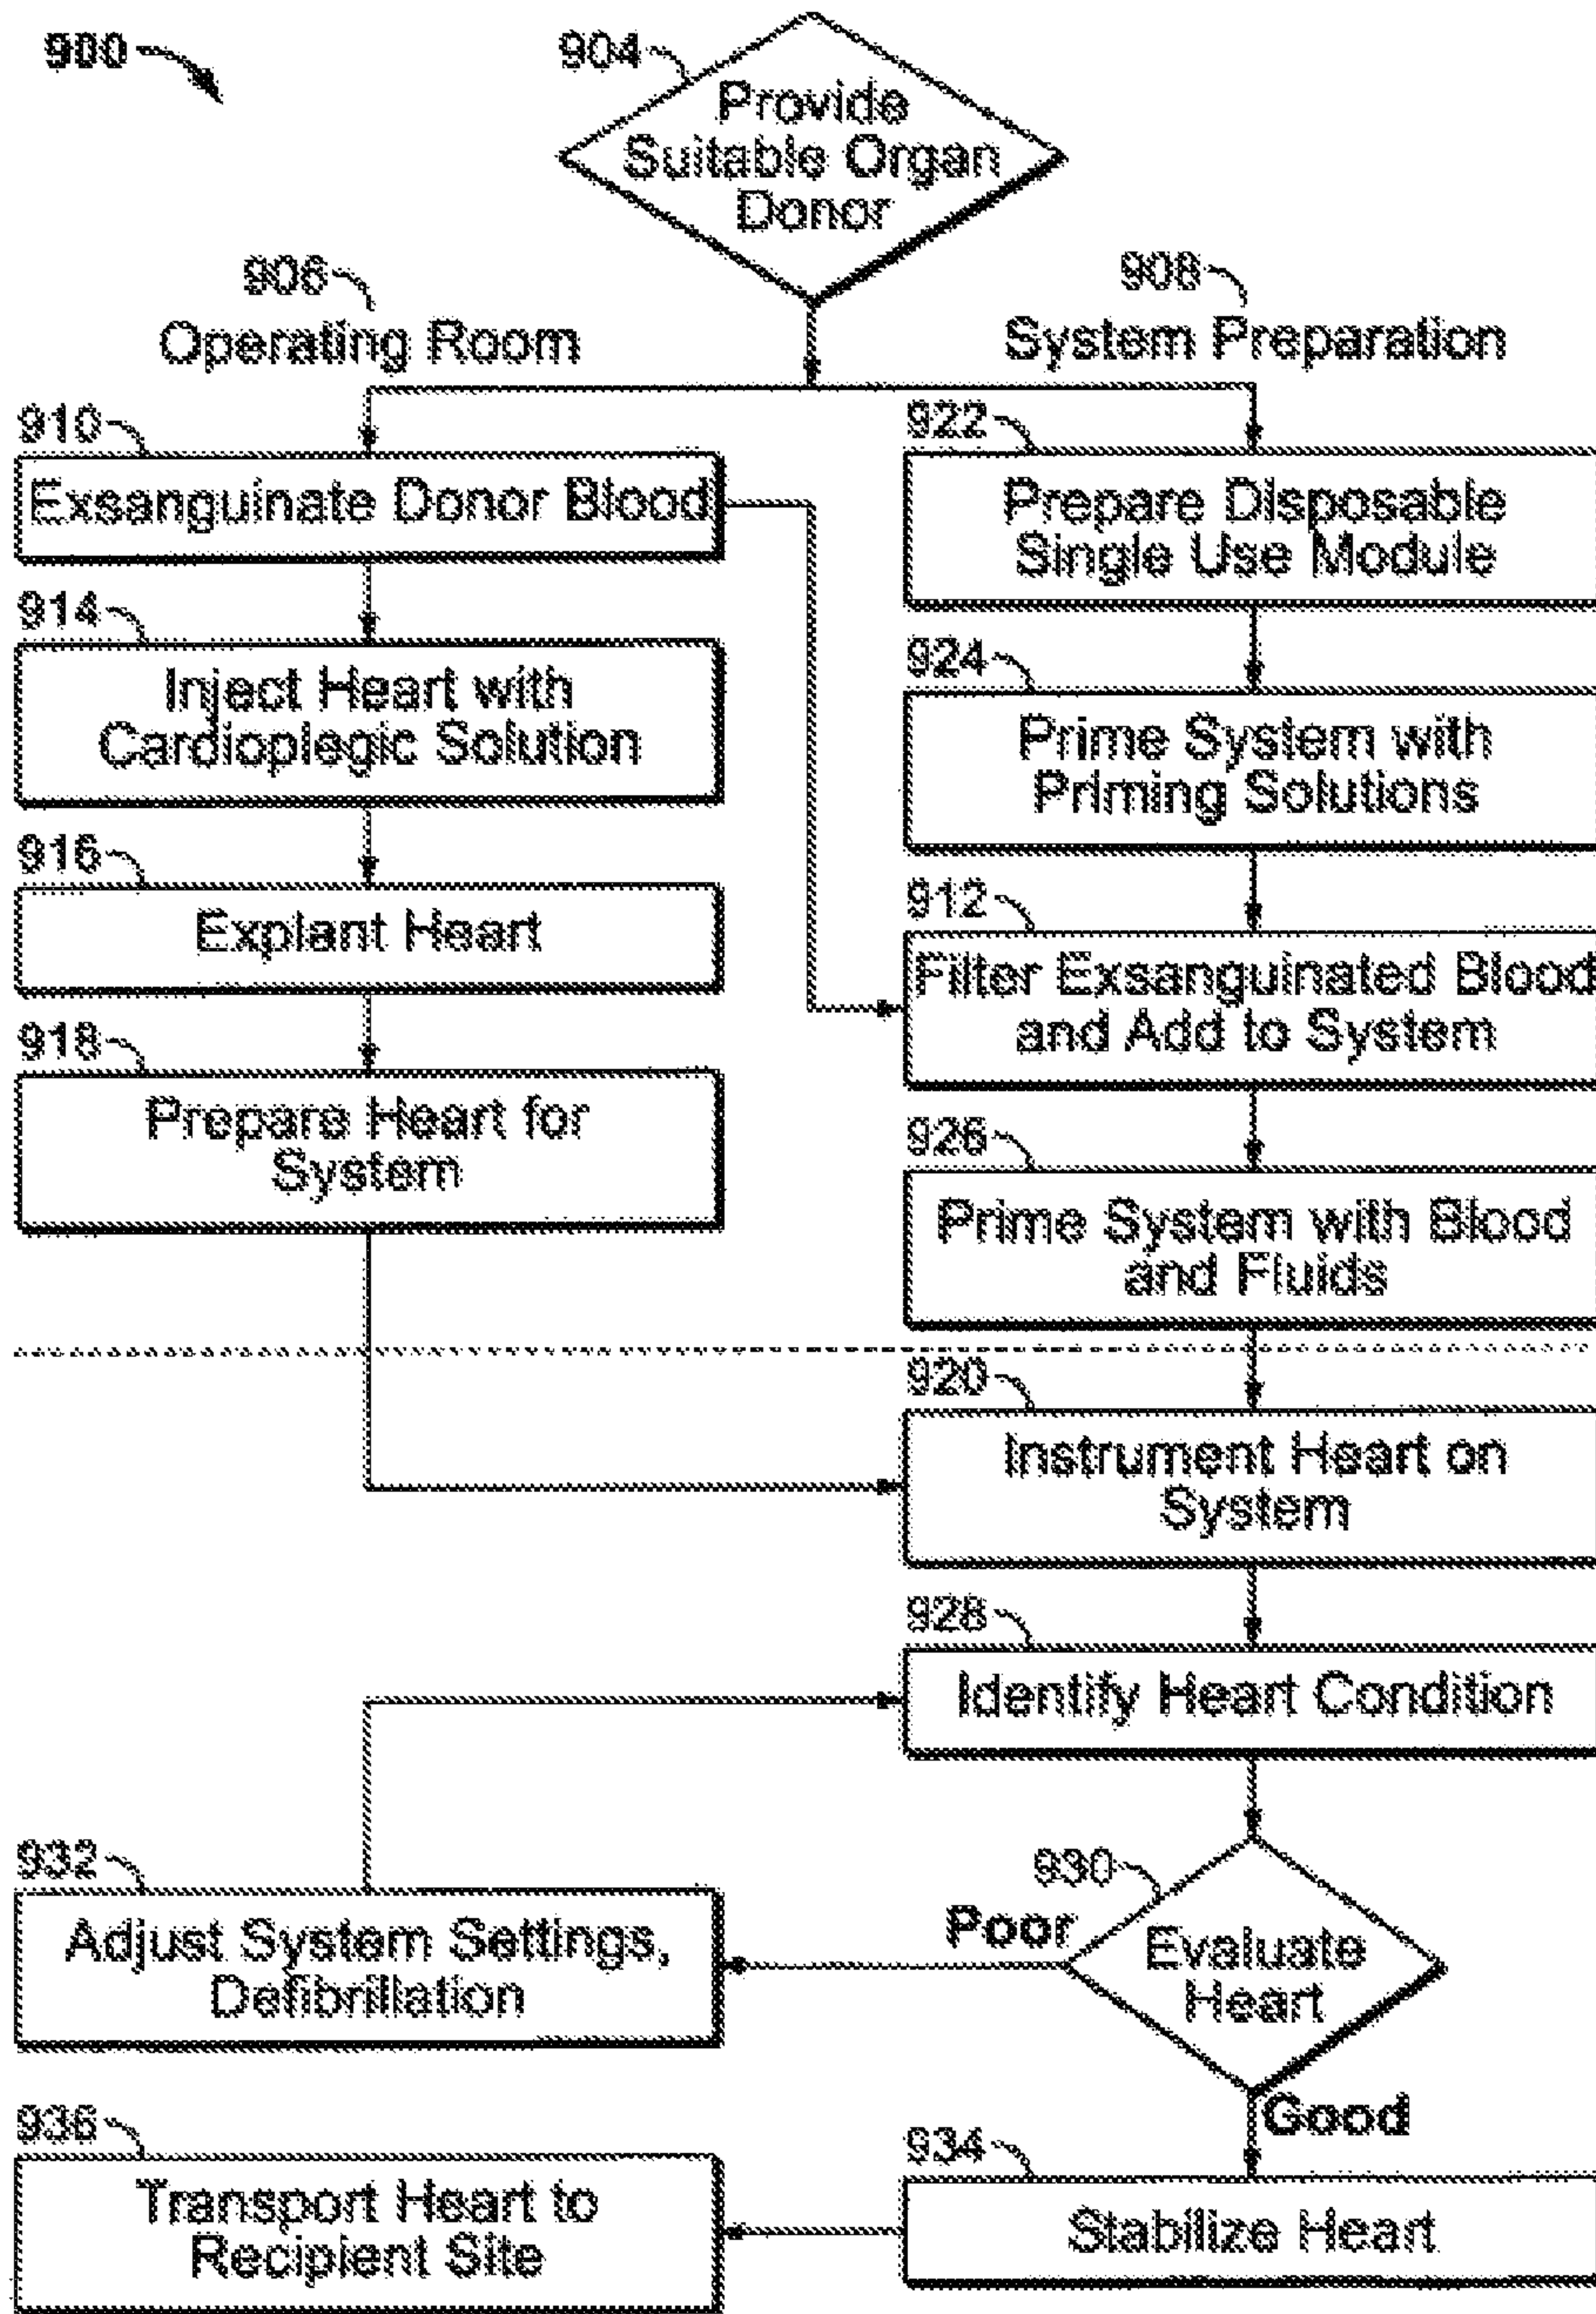 900
904
Provide
Suitable Organ
Donor
906
Operating Room
908
System Preparation
910
Exsanguinate Donor Blood
914
Inject Heart with
Cardioplegic Solution
916
Explant Heart
918
Prepare Heart for
System
922
Prepare Disposable
Single Use Module
924
Prime System with
Priming Solutions
912
Filter Exsanguinated Blood
and Add to System
926
Prime System with Blood
and Fluids
920
Instrument Heart on
System
928
Identify Heart Condition
930
Evaluate
Heart
Poor
932
Adjust System Settings,
Defibrillation
Good
934
Stabilize Heart
936
Transport Heart to
Recipient Site